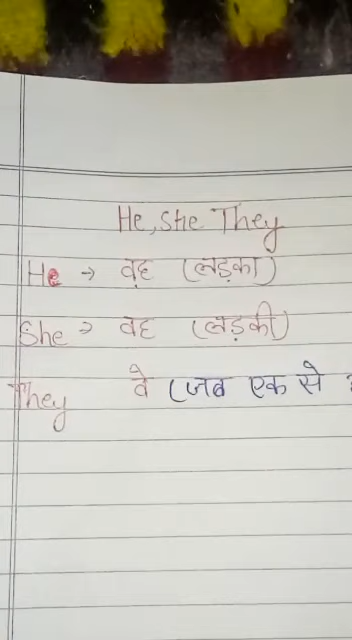 He, She They
He → वह (लड़का)
She → वह (लड़की)
They वे (जब एक से